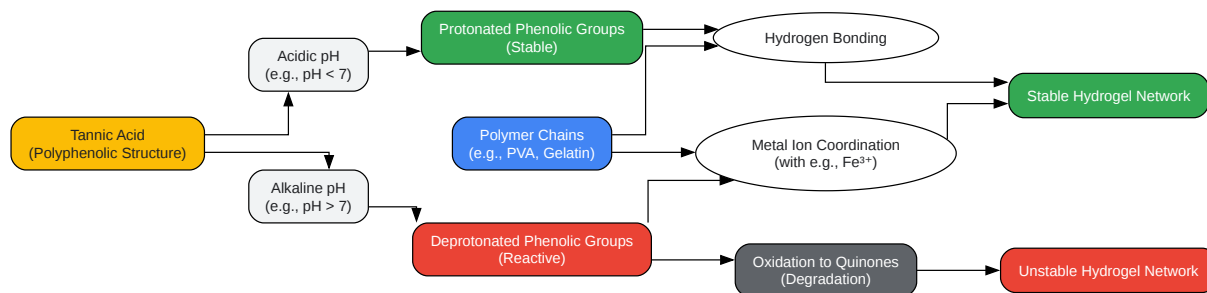 Protonated Phenolic Groups
(Stable)
Hydrogen Bonding
Acidic pH
(e.g., pH < 7)
Stable Hydrogel Network
Tannic Acid
(Polyphenolic Structure)
Polymer Chains
(e.g., PVA, Gelatin)
Metal Ion Coordination
(with e.g., Fe³⁺)
Alkaline pH
(e.g., pH > 7)
Deprotonated Phenolic Groups
(Reactive)
Oxidation to Quinones
(Degradation)
Unstable Hydrogel Network